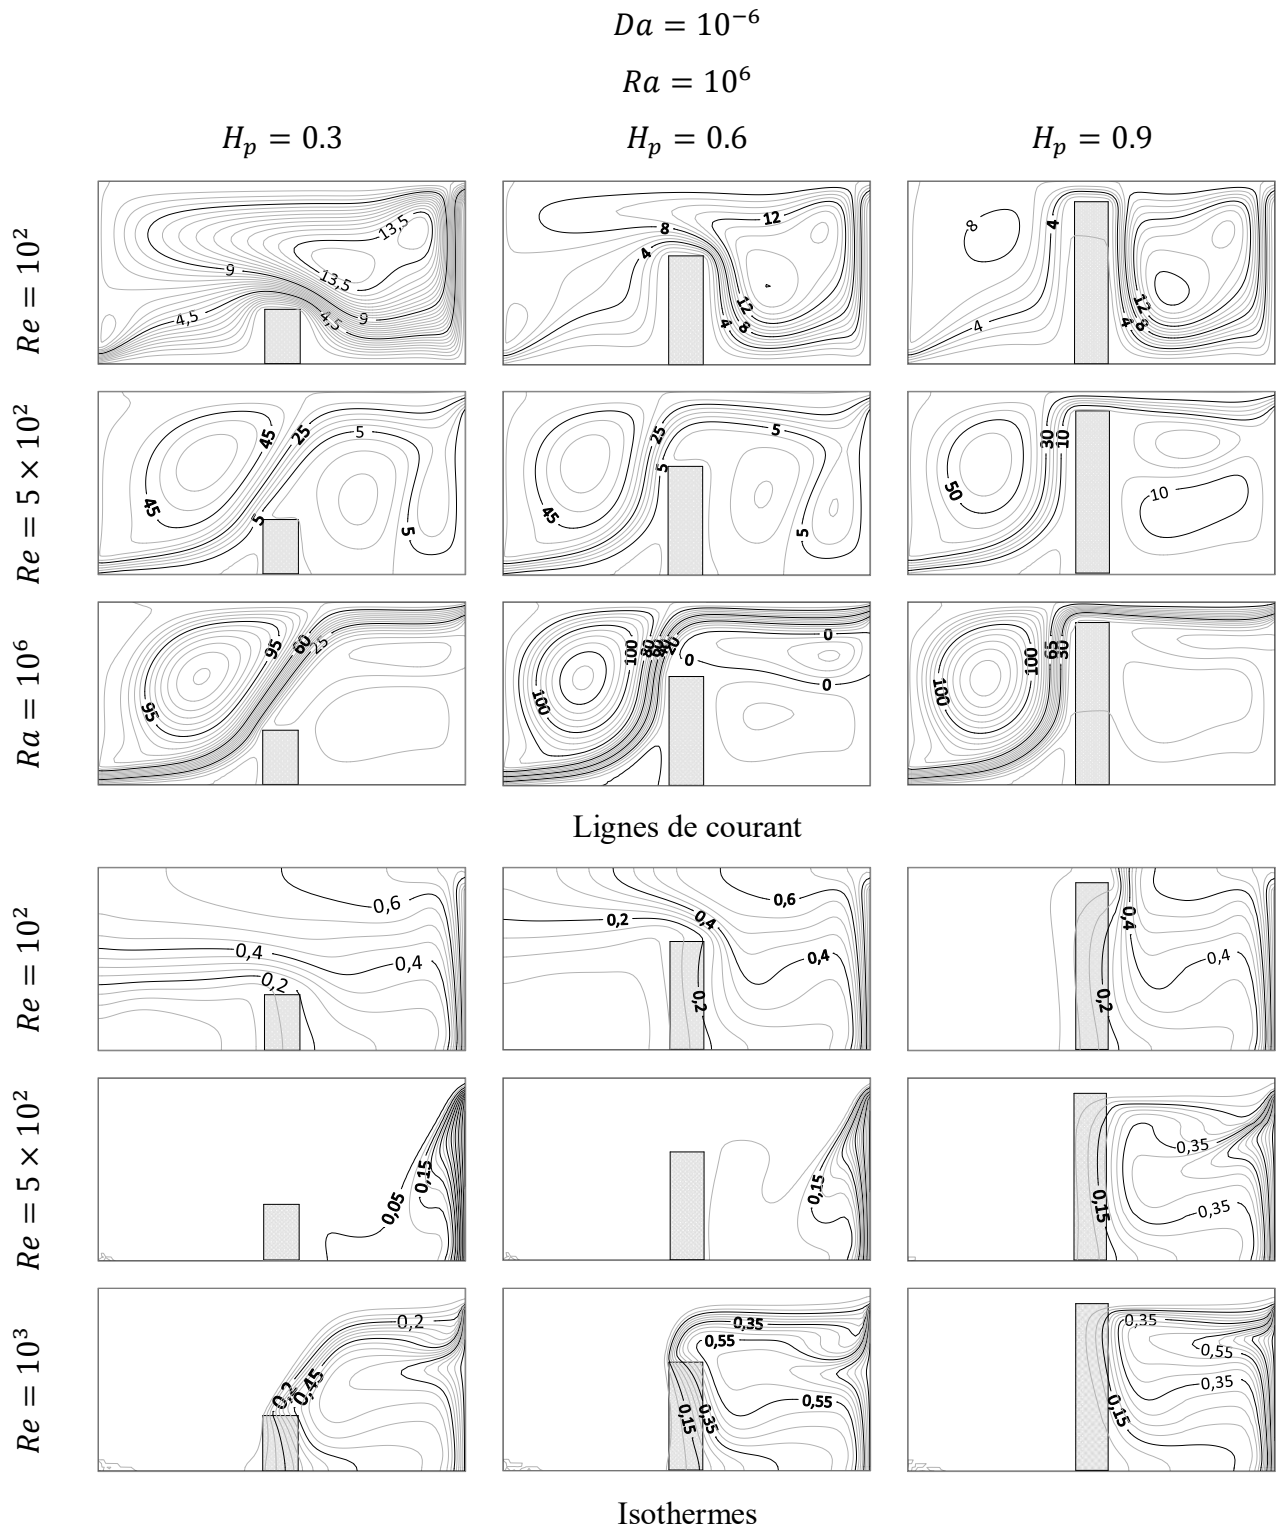 Da = 10⁻⁶
Ra = 10⁶
H_p = 0.3 H_p = 0.6 H_p = 0.9
Re = 10²
13,5 13,5 9 4,5 4,5 9
12 8 4 12 4 8
8 4 4 12 4 8
Re = 5 × 10²
45 25 5 45 5 5
25 5 5 45 5
30 10 50 10
Ra = 10⁶
95 60 25 95
100 80 20 0 0 100 0
100 65 30 100
Lignes de courant
Re = 10²
0,6 0,4 0,4 0,2
0,6 0,2 0,4 0,4 0,2
0,4 0,4 0,2
Re = 5 × 10²
0,15 0,05
0,15
0,35 0,15 0,35
Re = 10³
0,2 0,2 0,45
0,35 0,55 0,55 0,15 0,35
0,35 0,55 0,35 0,15
Isothermes